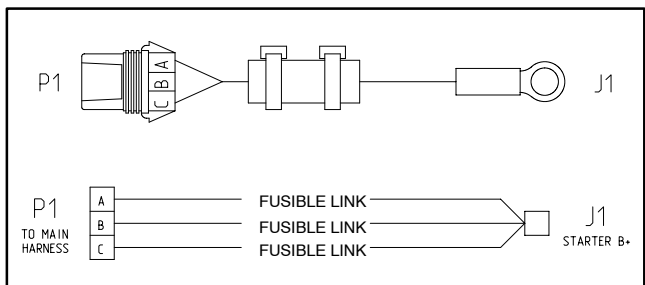 P1
A
B
C
J1
P1
TO MAIN
HARNESS
A
B
C
FUSIBLE LINK
FUSIBLE LINK
FUSIBLE LINK
J1
STARTER B+